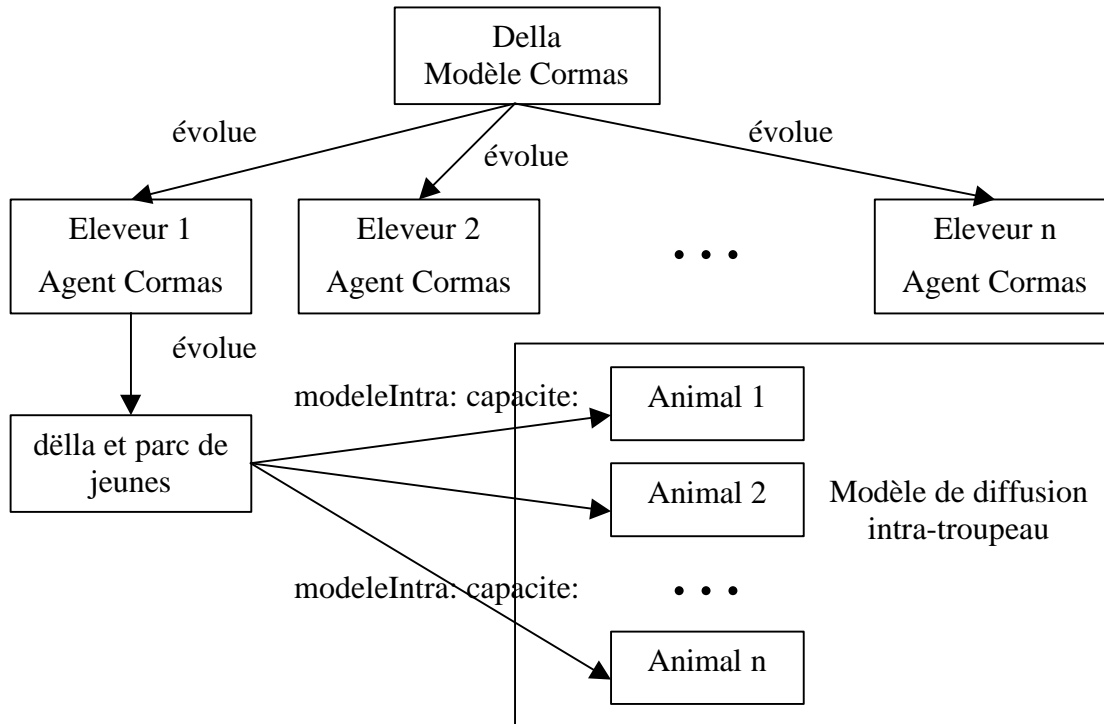 Della
Modèle Cormas
évolue
évolue
évolue
Eleveur 1
Agent Cormas
Eleveur 2
Agent Cormas
• • •
Eleveur n
Agent Cormas
évolue
modeleIntra: capacite:
Animal 1
dëlla et parc de
jeunes
Animal 2
Modèle de diffusion
intra-troupeau
modeleIntra: capacite:
• • •
Animal n